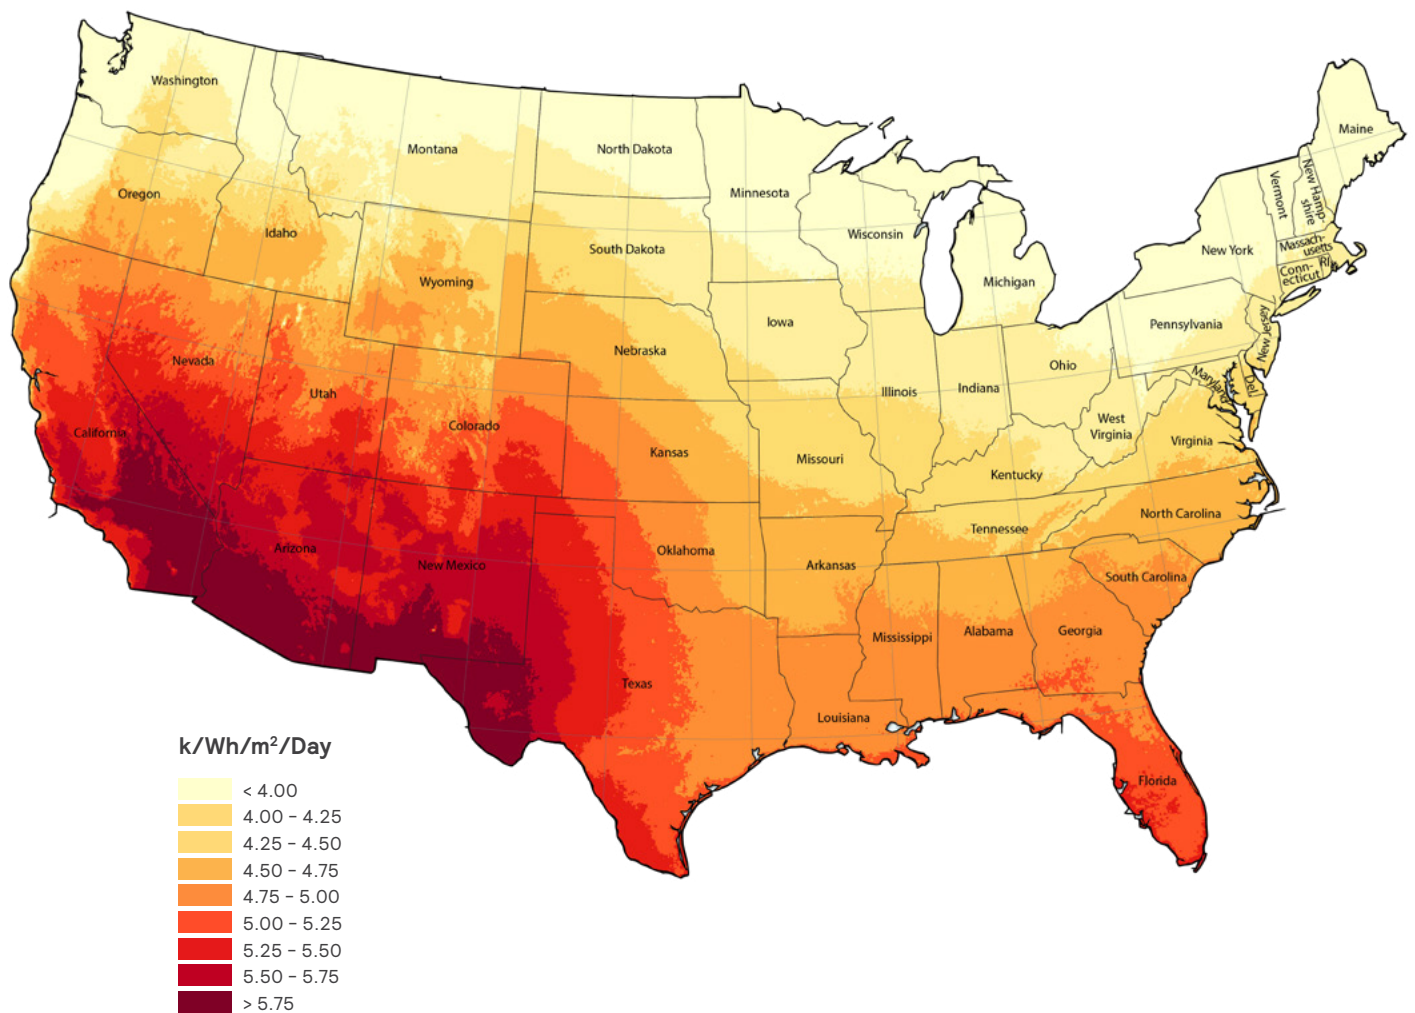 Washington
Montana
North Dakota
Minnesota
Maine
Oregon
Idaho
Wyoming
South Dakota
Wisconsin
Michigan
New York
Vermont
New Hamp-
shire
Massach-
usetts
Conn-
ecticut
RI
Nevada
Utah
Colorado
Nebraska
Iowa
Illinois
Indiana
Ohio
Pennsylvania
New Jersey
Maryland
Del
California
Kansas
Missouri
Kentucky
West
Virginia
Virginia
Arizona
New Mexico
Oklahoma
Arkansas
Tennessee
North Carolina
South Carolina
Texas
Louisiana
Mississippi
Alabama
Georgia
Florida
k/Wh/m²/Day
< 4.00
4.00 – 4.25
4.25 – 4.50
4.50 – 4.75
4.75 – 5.00
5.00 – 5.25
5.25 – 5.50
5.50 – 5.75
> 5.75